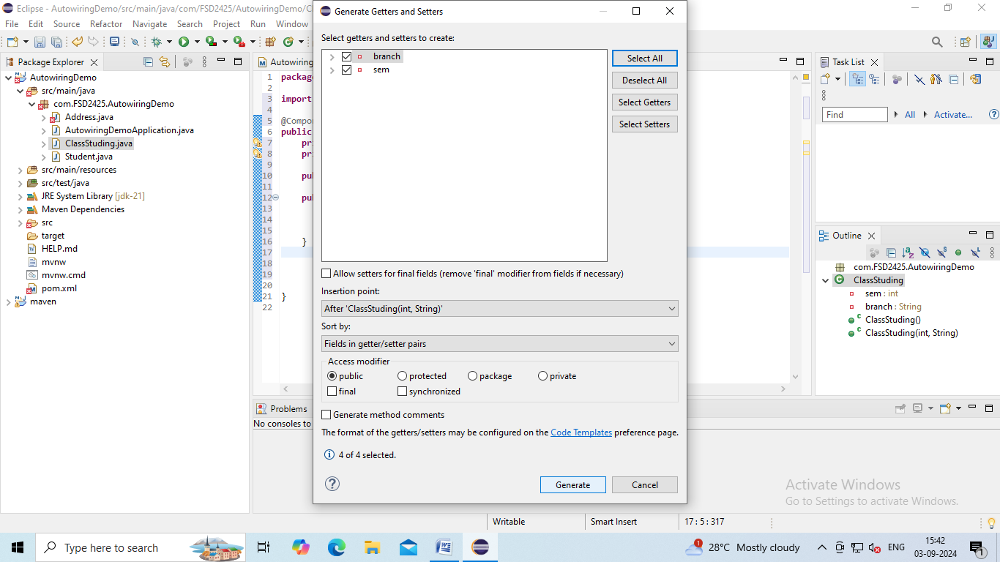 Eclipse - AutowiringDemo/src/main/java/com/FSD2425/AutowiringDemo/Cl
File Edit Source Refactor Navigate Search Project Run Window
Package Explorer
AutowiringDemo
src/main/java
com.FSD2425.AutowiringDemo
Address.java
AutowiringDemoApplication.java
ClassStuding.java
Student.java
src/main/resources
src/test/java
JRE System Library [jdk-21]
Maven Dependencies
src
target
HELP.md
mvnw
mvnw.cmd
pom.xml
maven
Autowiring
1 packag
2
3 import
4
5 @Compo
6 public
7 pr
8 pr
9
10 pu
11
12 pu
13
14
15
16 }
17
18
19
20
21 }
22
Generate Getters and Setters
Select getters and setters to create:
branch
sem
Select All
Deselect All
Select Getters
Select Setters
Allow setters for final fields (remove 'final' modifier from fields if necessary)
Insertion point:
After 'ClassStuding(int, String)'
Sort by:
Fields in getter/setter pairs
Access modifier
public protected package private
final synchronized
Generate method comments
The format of the getters/setters may be configured on the Code Templates preference page.
4 of 4 selected.
Generate Cancel
Task List
Find All Activate...
Outline
com.FSD2425.AutowiringDemo
ClassStuding
sem : int
branch : String
ClassStuding()
ClassStuding(int, String)
Problems
No consoles to
Activate Windows
Go to Settings to activate Windows.
Writable Smart Insert 17 : 5 : 317
Type here to search
1 28°C Mostly cloudy ENG 15:42
03-09-2024
1